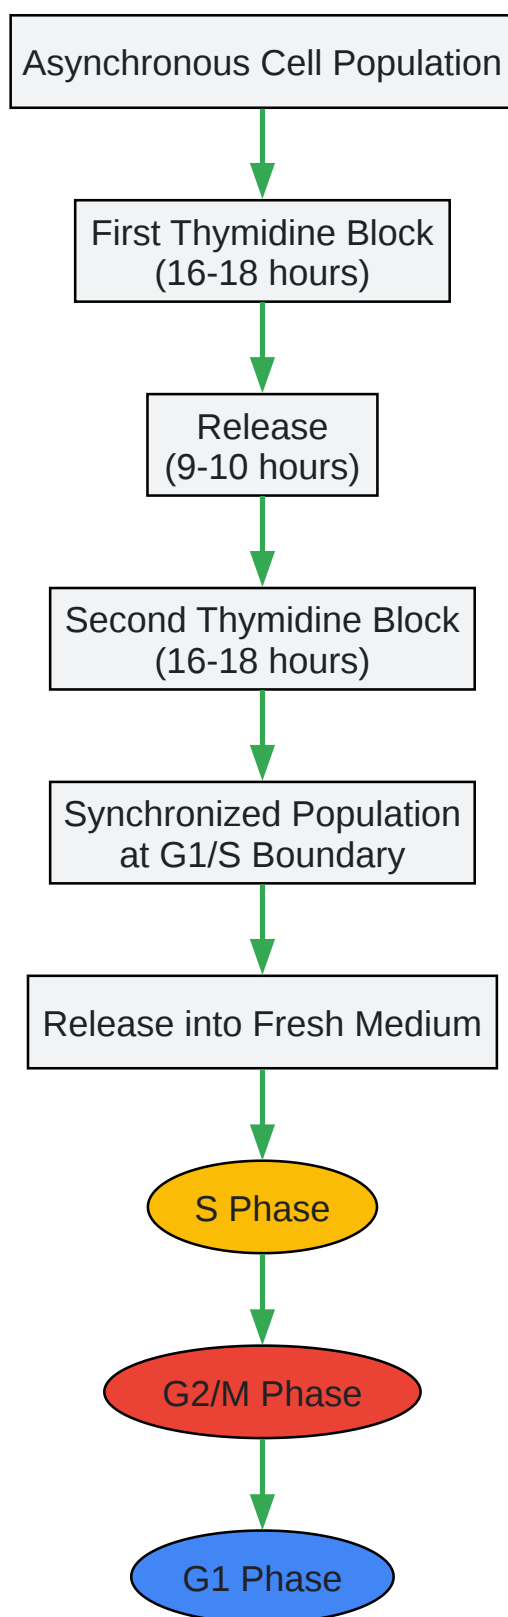 Asynchronous Cell Population
First Thymidine Block
(16-18 hours)
Release
(9-10 hours)
Second Thymidine Block
(16-18 hours)
Synchronized Population
at G1/S Boundary
Release into Fresh Medium
S Phase
G2/M Phase
G1 Phase